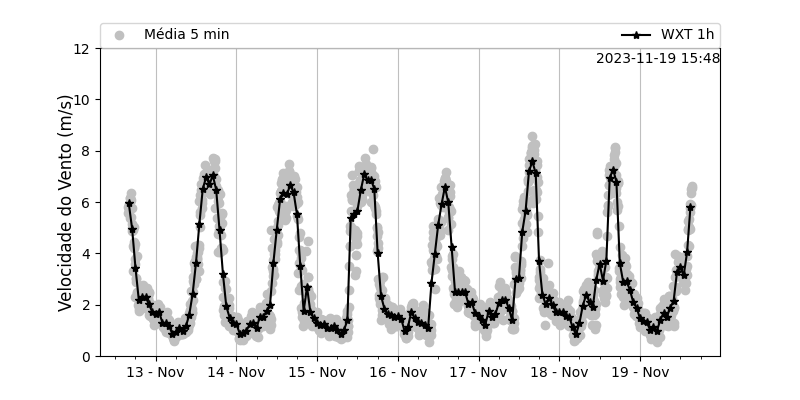 Média 5 min
WXT 1h
2023-11-19 15:48
Velocidade do Vento (m/s)
12
10
8
6
4
2
0
13 - Nov
14 - Nov
15 - Nov
16 - Nov
17 - Nov
18 - Nov
19 - Nov